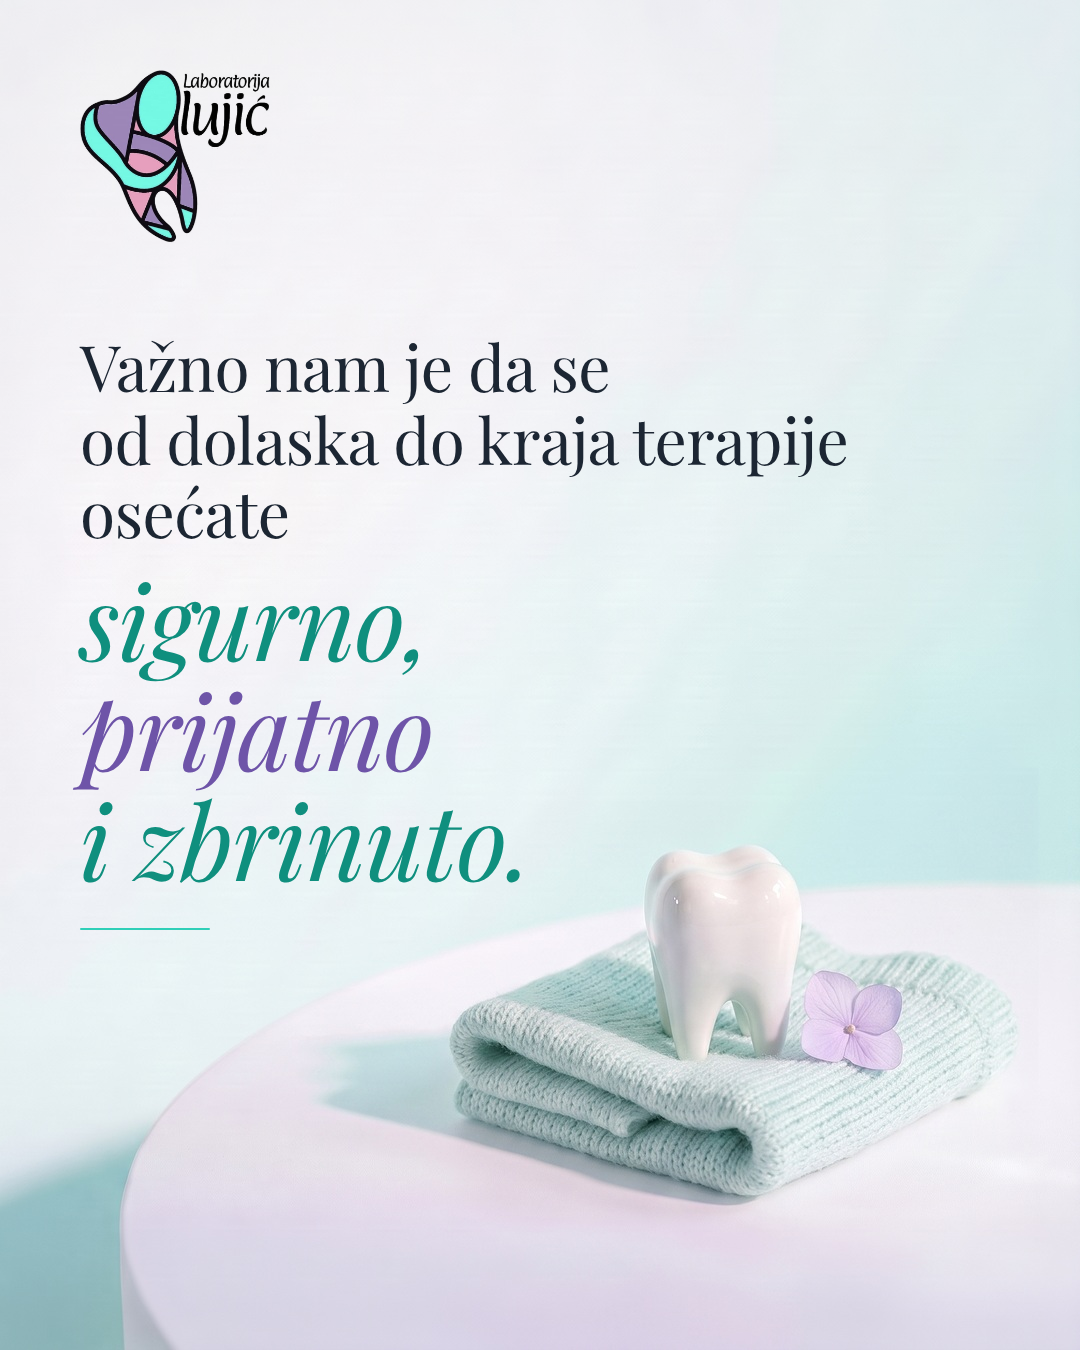 Laboratorija
lujić
Važno nam je da se
od dolaska do kraja terapije
osećate
sigurno,
prijatno
i zbrinuto.